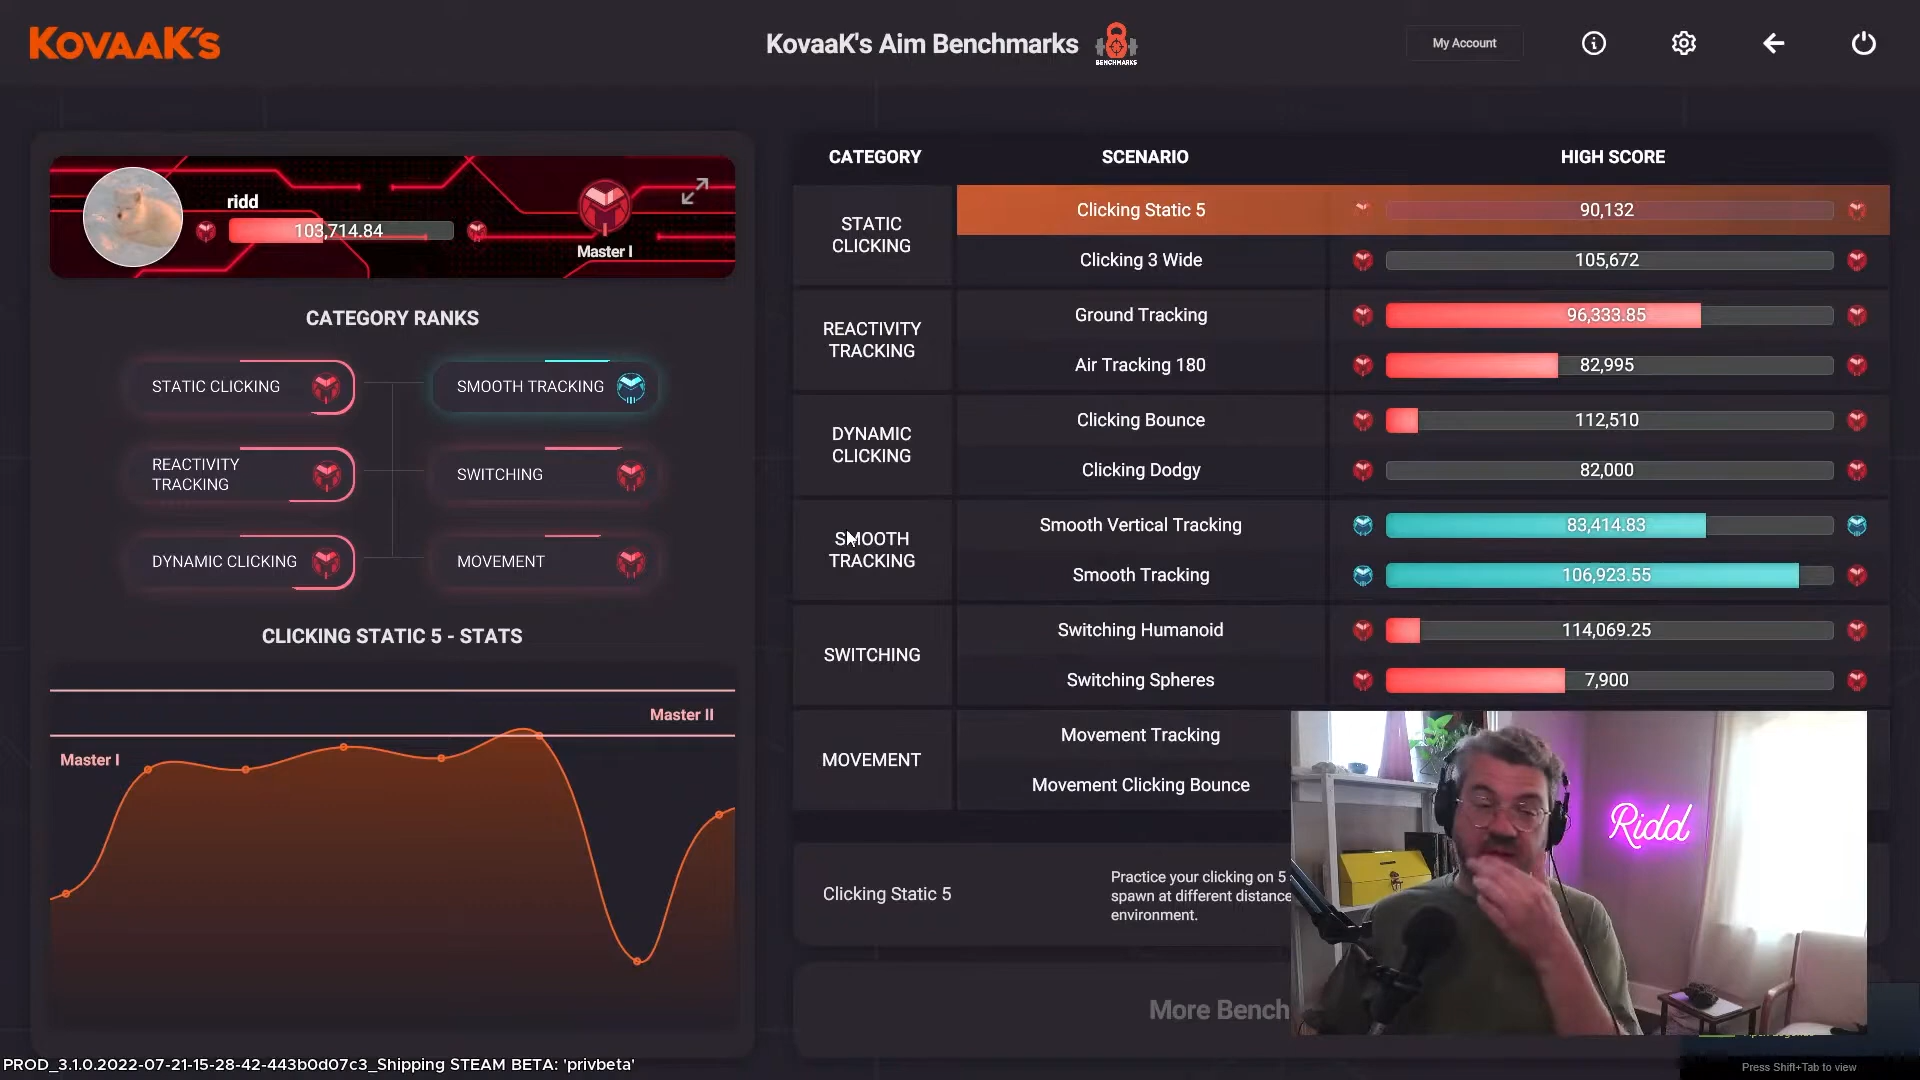 KovaaK's
KovaaK's Aim Benchmarks
BENCHMARKS
My Account
ridd
103,714.84
Master I
CATEGORY RANKS
STATIC CLICKING
SMOOTH TRACKING
REACTIVITY
TRACKING
SWITCHING
DYNAMIC CLICKING
MOVEMENT
CLICKING STATIC 5 - STATS
Master II
Master I
CATEGORY
SCENARIO
HIGH SCORE
STATIC
CLICKING
Clicking Static 5
90,132
Clicking 3 Wide
105,672
REACTIVITY
TRACKING
Ground Tracking
96,333.85
Air Tracking 180
82,995
DYNAMIC
CLICKING
Clicking Bounce
112,510
Clicking Dodgy
82,000
SMOOTH
TRACKING
Smooth Vertical Tracking
83,414.83
Smooth Tracking
106,923.55
SWITCHING
Switching Humanoid
114,069.25
Switching Spheres
7,900
MOVEMENT
Movement Tracking
Movement Clicking Bounce
Ridd
Clicking Static 5
Practice your clicking on 5
spawn at different distance
environment.
More Bench
PROD_3.1.0.2022-07-21-15-28-42-443b0d07c3_Shipping STEAM BETA: 'privbeta'
Press Shift+Tab to view